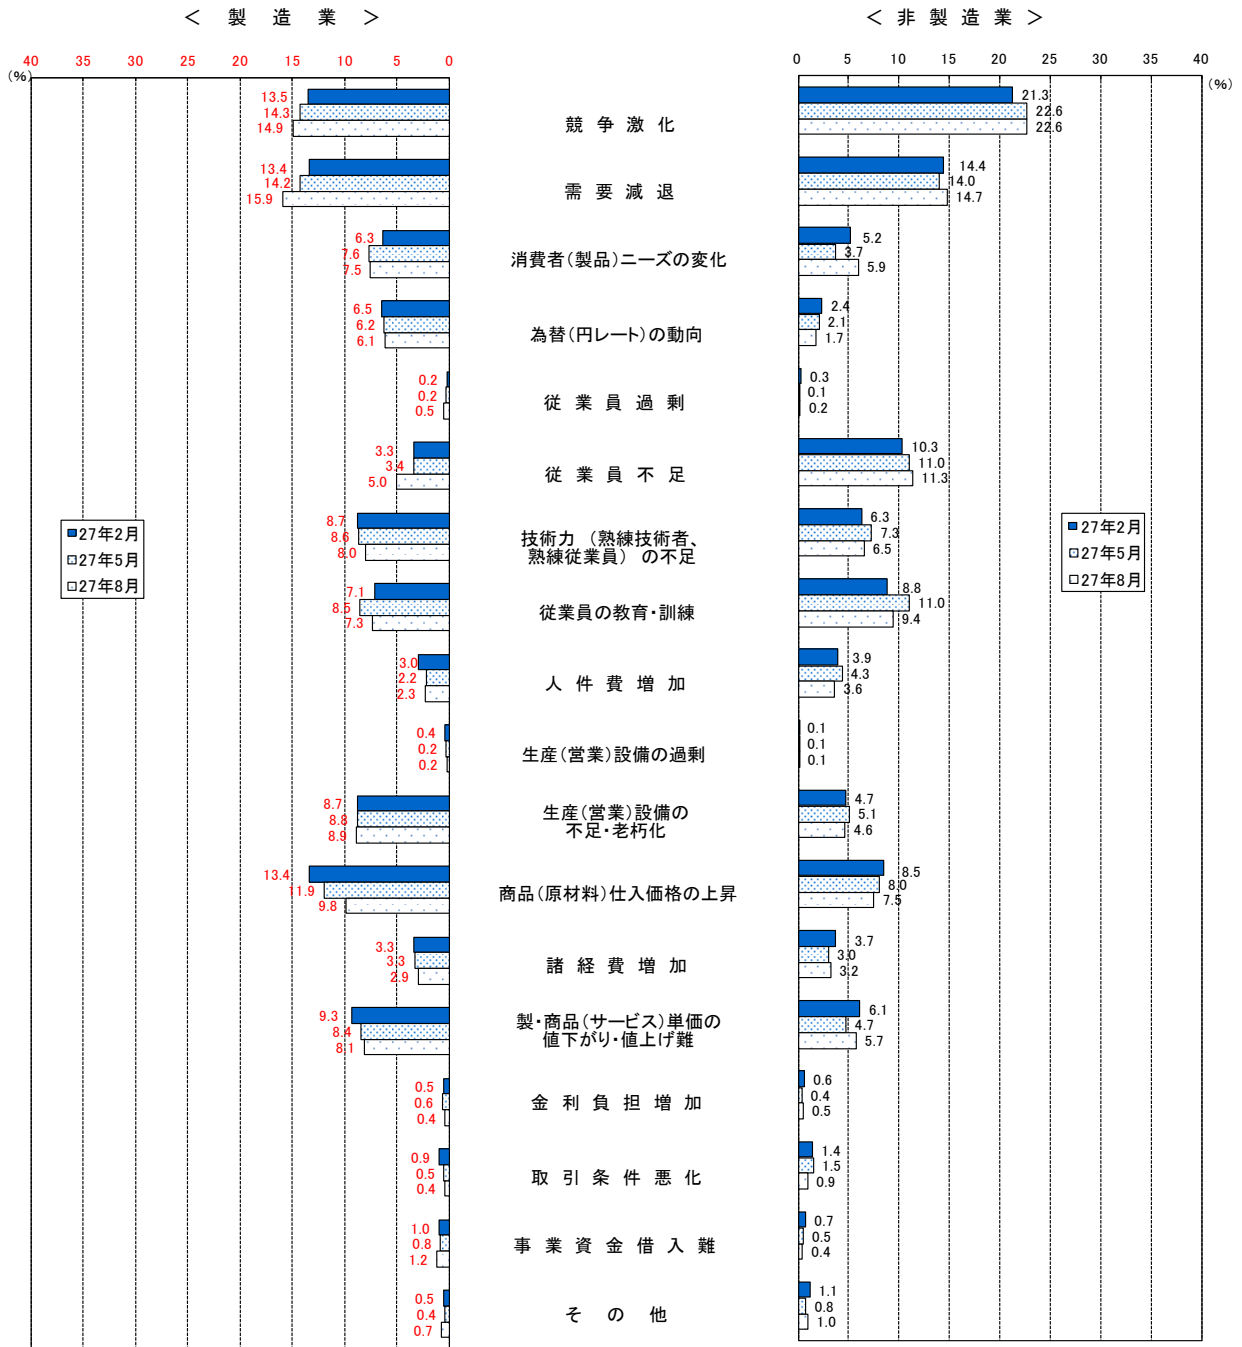 ＜　製　造　業　＞
＜ 非 製 造 業 ＞
40 35 30 25 20 15 10 5 0
0 5 10 15 20 25 30 35 40
(%)
(%)
競 争 激 化
13.5 14.3 14.9
21.3 22.6 22.6
需 要 減 退
13.4 14.2 15.9
14.4 14.0 14.7
消費者(製品)ニーズの変化
6.3 7.6 7.5
5.2 3.7 5.9
為替(円レート)の動向
6.5 6.2 6.1
2.4 2.1 1.7
従 業 員 過 剰
0.2 0.2 0.5
0.3 0.1 0.2
従 業 員 不 足
3.3 3.4 5.0
10.3 11.0 11.3
技術力 (熟練技術者、
熟練従業員) の不足
8.7 8.6 8.0
6.3 7.3 6.5
従業員の教育・訓練
7.1 8.5 7.3
8.8 11.0 9.4
人 件 費 増 加
3.0 2.2 2.3
3.9 4.3 3.6
生産(営業)設備の過剰
0.4 0.2 0.2
0.1 0.1 0.1
生産(営業)設備の
不足・老朽化
8.7 8.8 8.9
4.7 5.1 4.6
商品(原材料)仕入価格の上昇
13.4 11.9 9.8
8.5 8.0 7.5
諸 経 費 増 加
3.3 3.3 2.9
3.7 3.0 3.2
製・商品(サービス)単価の
値下がり・値上げ難
9.3 8.4 8.1
6.1 4.7 5.7
金 利 負 担 増 加
0.5 0.6 0.4
0.6 0.4 0.5
取 引 条 件 悪 化
0.9 0.5 0.4
1.4 1.5 0.9
事 業 資 金 借 入 難
1.0 0.8 1.2
0.7 0.5 0.4
そ の 他
0.5 0.4 0.7
1.1 0.8 1.0
27年2月
27年5月
27年8月
27年2月
27年5月
27年8月